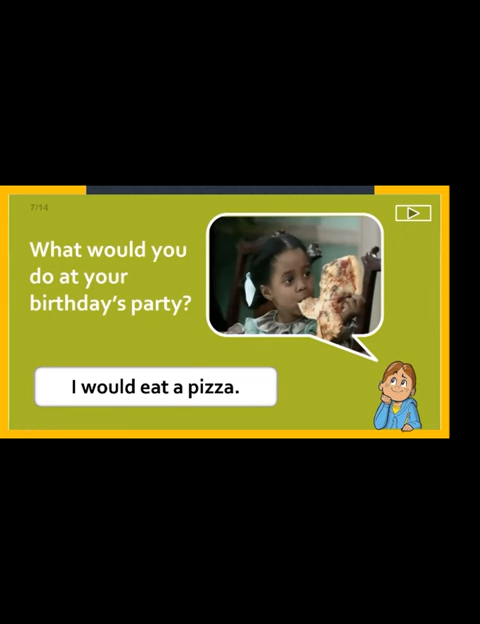 7/14
What would you
do at your
birthday's party?
I would eat a pizza.